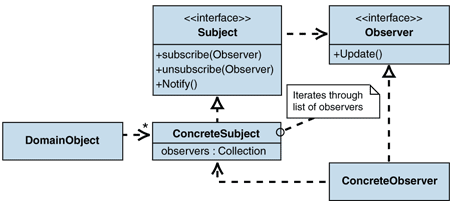 <<interface>>
Subject
+subscribe(Observer)
+unsubscribe(Observer)
+Notify()
<<interface>>
Observer
+Update()
Iterates through
list of observers
DomainObject
*
ConcreteSubject
observers : Collection
ConcreteObserver